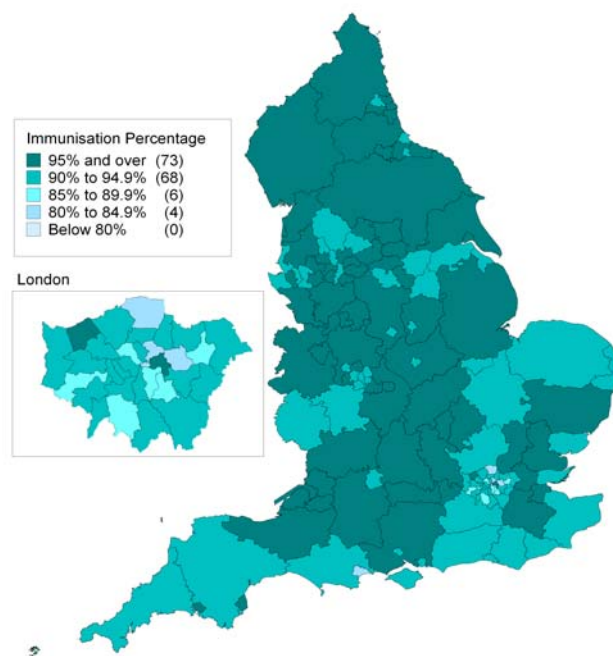 Immunisation Percentage
95% and over (73)
90% to 94.9% (68)
85% to 89.9% (6)
80% to 84.9% (4)
Below 80% (0)
London